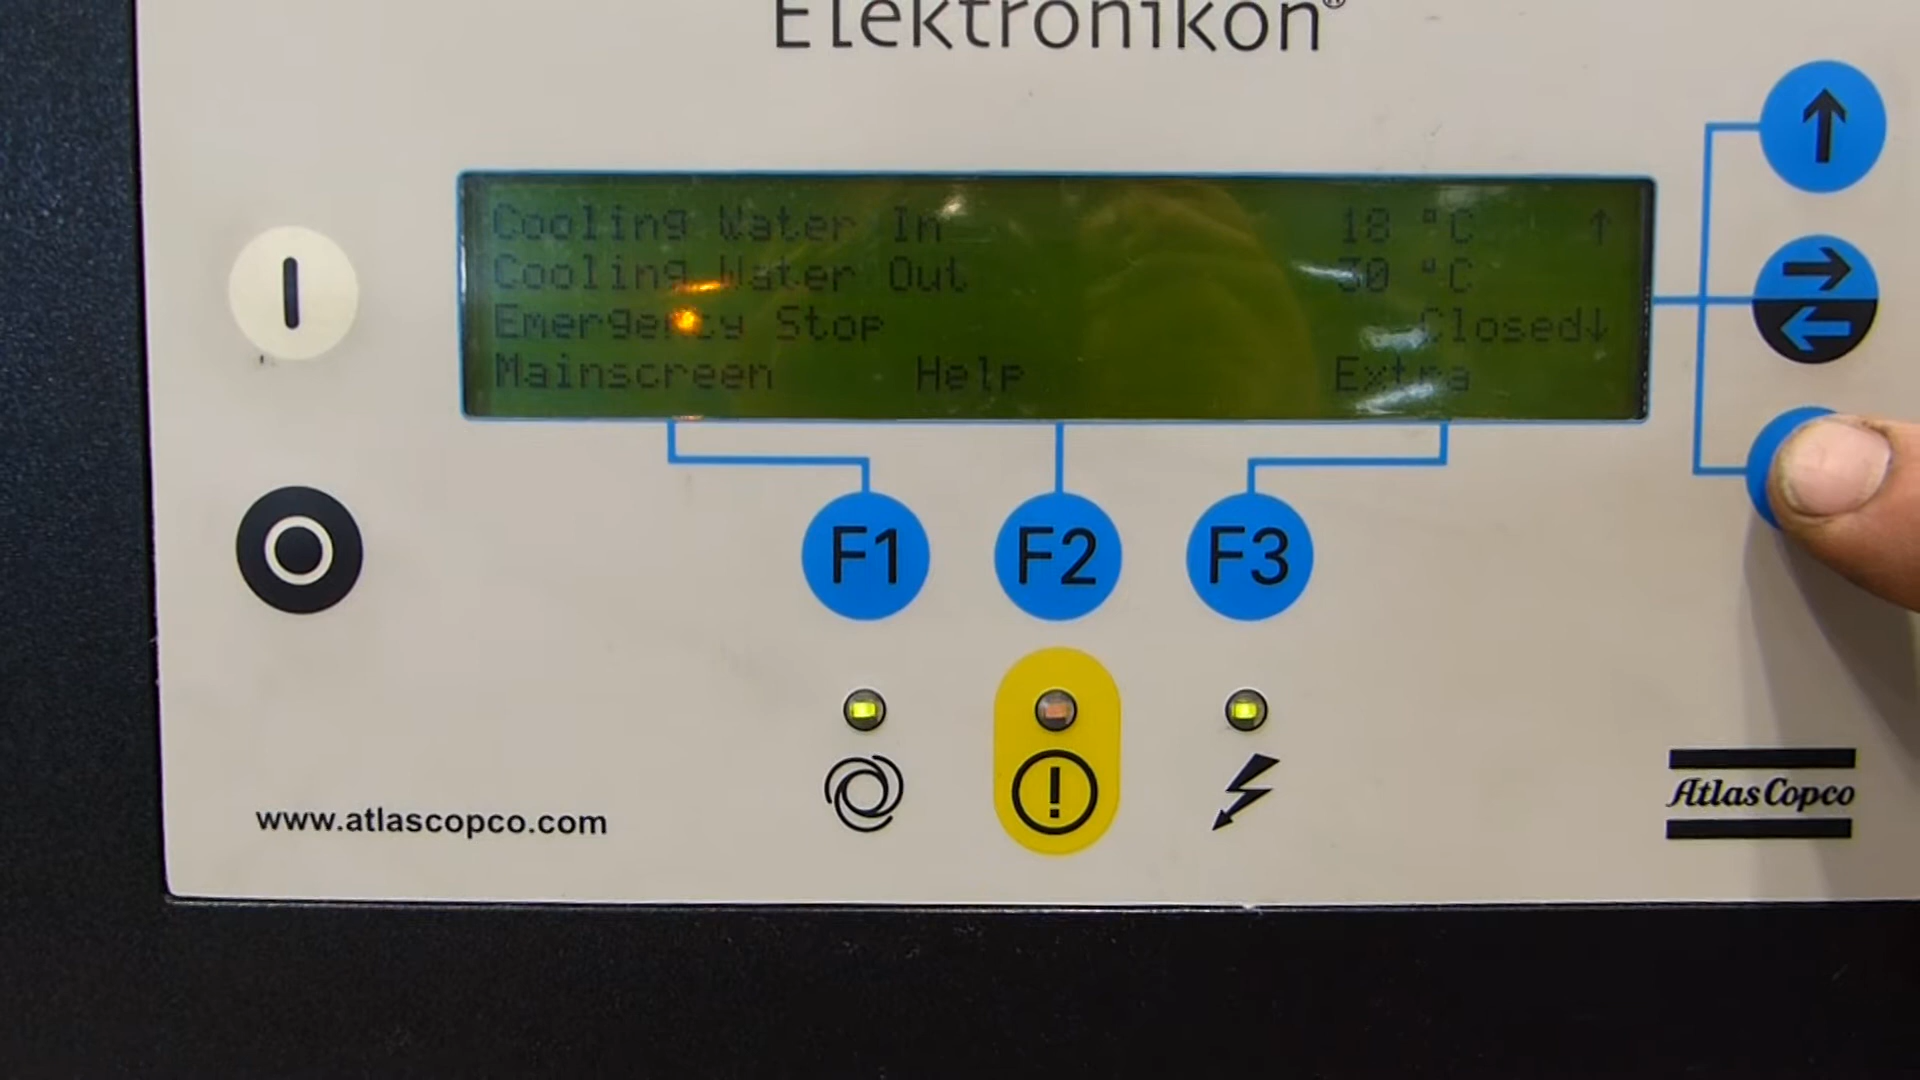 Elektronikon®
Cooling Water In 18 °C ↑
Cooling Water Out 30 °C
Emergency Stop Closed↓
Mainscreen Help Extra
F1 F2 F3
www.atlascopco.com
Atlas Copco